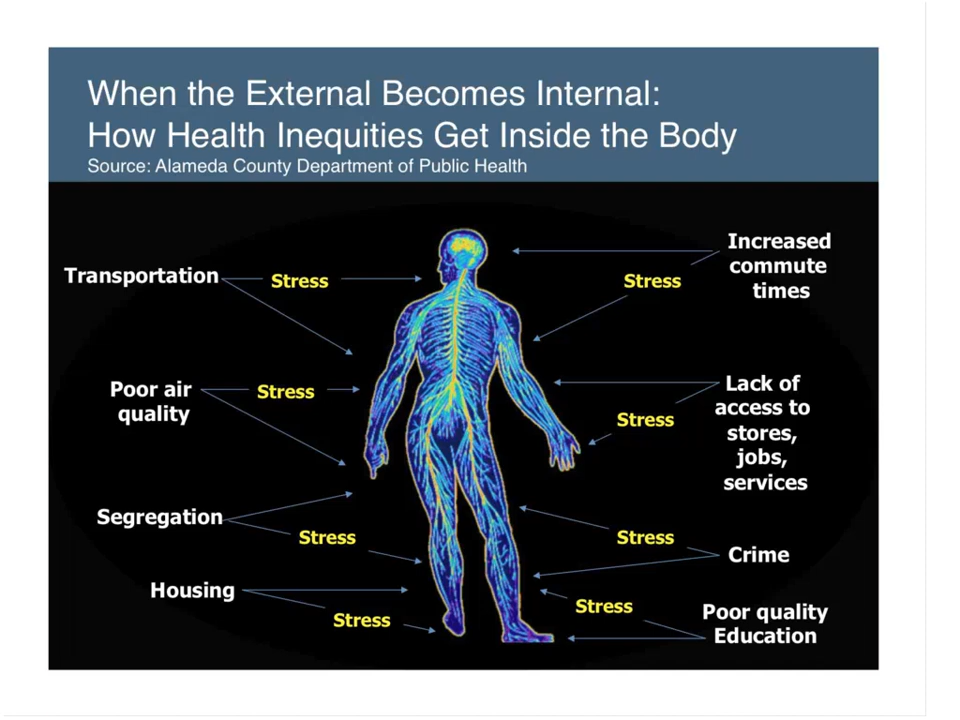 When the External Becomes Internal:
How Health Inequities Get Inside the Body
Source: Alameda County Department of Public Health
Transportation
Stress
Poor air
quality
Stress
Segregation
Stress
Housing
Stress
Increased
commute
times
Stress
Lack of
access to
stores,
jobs,
services
Stress
Crime
Stress
Poor quality
Education
Stress